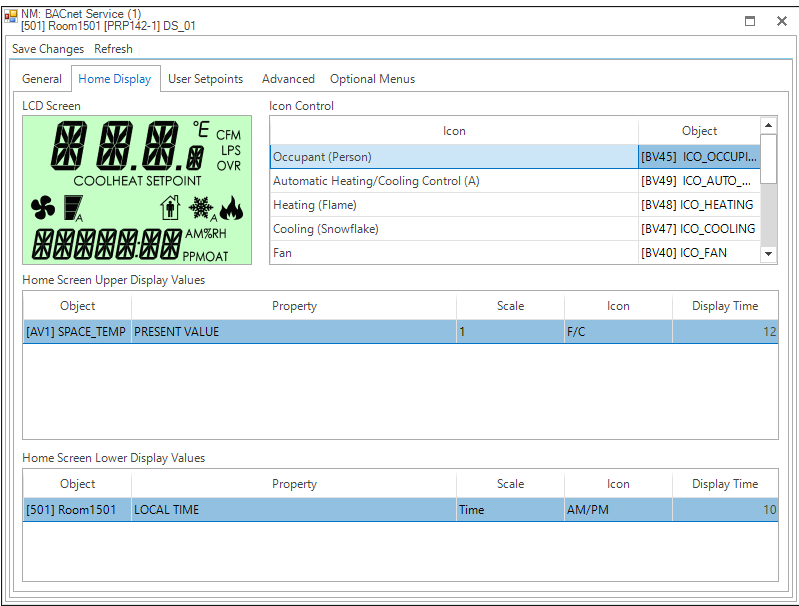 NM: BACnet Service (1)
[501] Room1501 [PRP142-1] DS_01
Save Changes Refresh
General Home Display User Setpoints Advanced Optional Menus
LCD Screen
°E
CFM
LPS
OVR
COOLHEAT SETPOINT
A
A
AM%RH
PPMOAT
Icon Control
Icon Object
Occupant (Person) [BV45] ICO_OCCUPI...
Automatic Heating/Cooling Control (A) [BV49] ICO_AUTO_...
Heating (Flame) [BV48] ICO_HEATING
Cooling (Snowflake) [BV47] ICO_COOLING
Fan [BV40] ICO_FAN
Home Screen Upper Display Values
Object Property Scale Icon Display Time
[AV1] SPACE_TEMP PRESENT VALUE 1 F/C 12
Home Screen Lower Display Values
Object Property Scale Icon Display Time
[501] Room1501 LOCAL TIME Time AM/PM 10